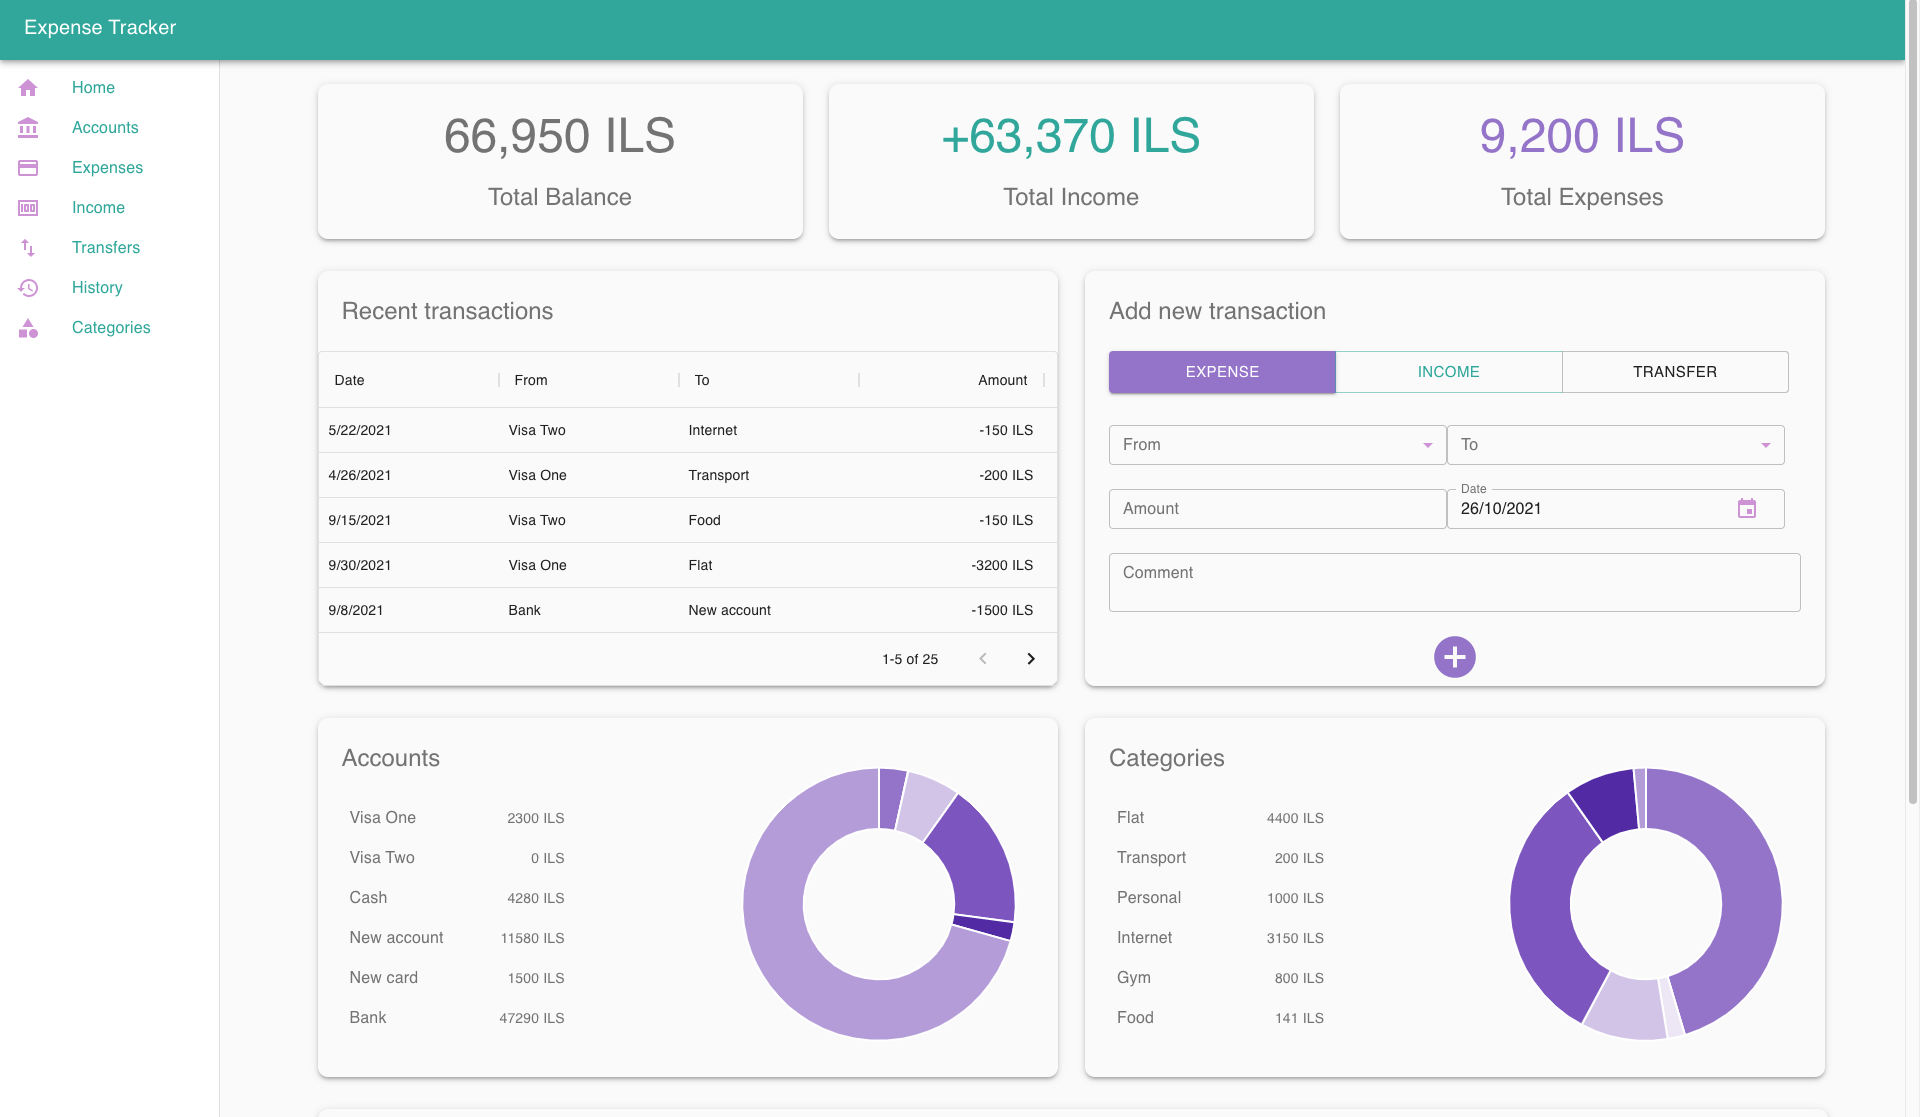 Expense Tracker
Home
Accounts
Expenses
Income
Transfers
History
Categories
66,950 ILS
Total Balance
+63,370 ILS
Total Income
9,200 ILS
Total Expenses
Recent transactions
Date From To Amount
5/22/2021 Visa Two Internet -150 ILS
4/26/2021 Visa One Transport -200 ILS
9/15/2021 Visa Two Food -150 ILS
9/30/2021 Visa One Flat -3200 ILS
9/8/2021 Bank New account -1500 ILS
1-5 of 25
Add new transaction
EXPENSE INCOME TRANSFER
From To
Amount Date 26/10/2021
Comment
Accounts
Visa One 2300 ILS
Visa Two 0 ILS
Cash 4280 ILS
New account 11580 ILS
New card 1500 ILS
Bank 47290 ILS
Categories
Flat 4400 ILS
Transport 200 ILS
Personal 1000 ILS
Internet 3150 ILS
Gym 800 ILS
Food 141 ILS